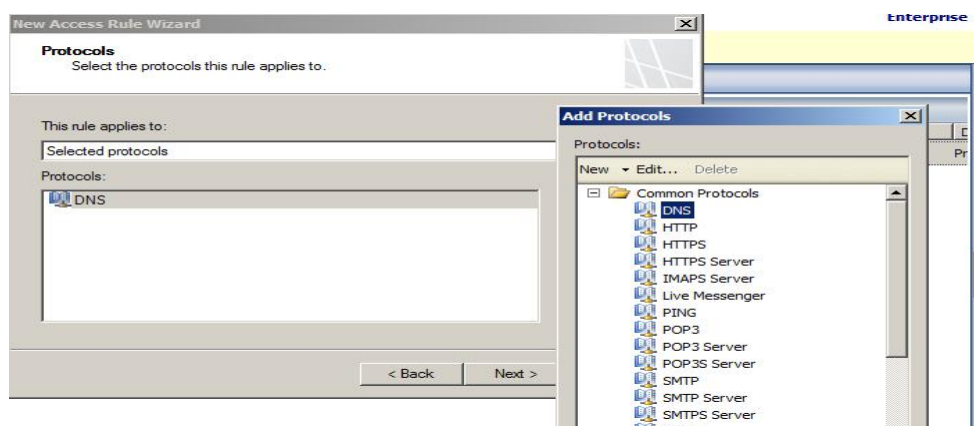 New Access Rule Wizard
Enterprise
Protocols
Select the protocols this rule applies to.
This rule applies to:
Selected protocols
Protocols:
DNS
< Back
Next >
Add Protocols
Protocols:
New
Edit...
Delete
Common Protocols
DNS
HTTP
HTTPS
HTTPS Server
IMAPS Server
Live Messenger
PING
POP3
POP3 Server
POP3S Server
SMTP
SMTP Server
SMTPS Server
Pr